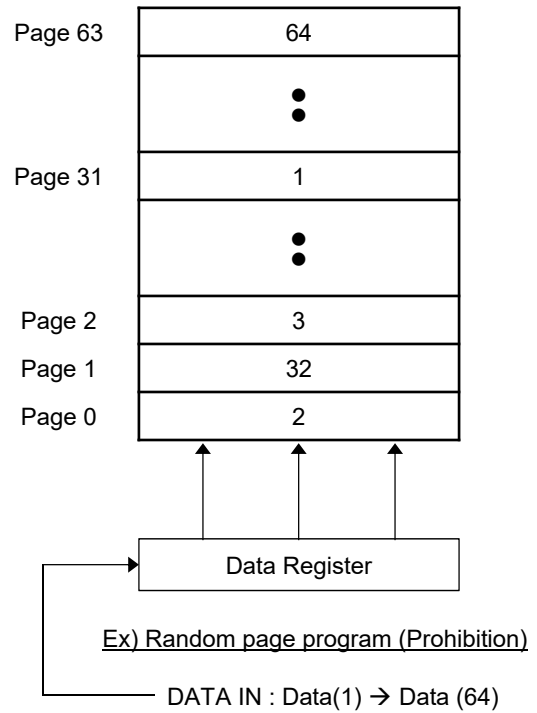 Page 63 64
Page 31 1
Page 2 3
Page 1 32
Page 0 2
Data Register
Ex) Random page program (Prohibition)
DATA IN : Data(1) → Data (64)